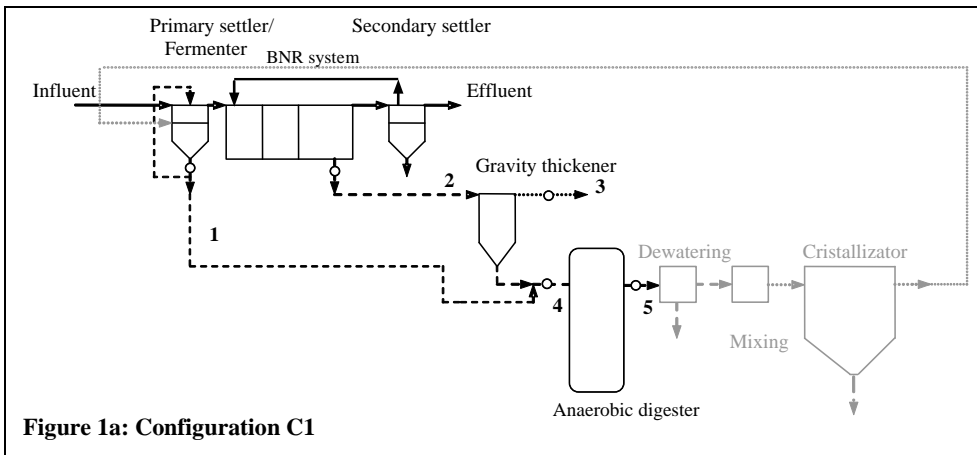 Primary settler/
Fermenter
Secondary settler
BNR system
Influent
Effluent
Gravity thickener
2
3
1
Dewatering
Cristallizator
4
5
Mixing
Anaerobic digester
Figure 1a: Configuration C1